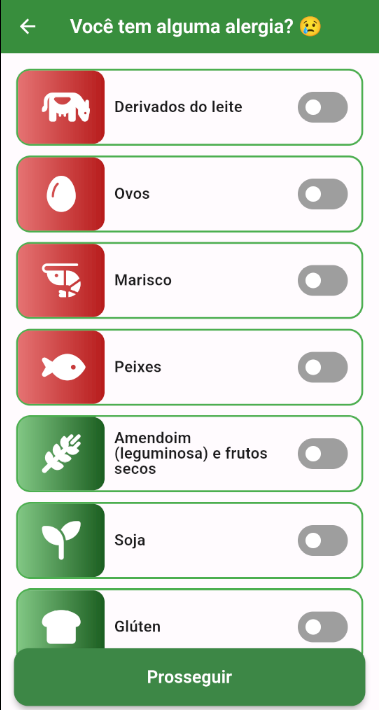 Você tem alguma alergia? 😢
Derivados do leite
Ovos
Marisco
Peixes
Amendoim
(leguminosa) e frutos
secos
Soja
Glúten
Prosseguir